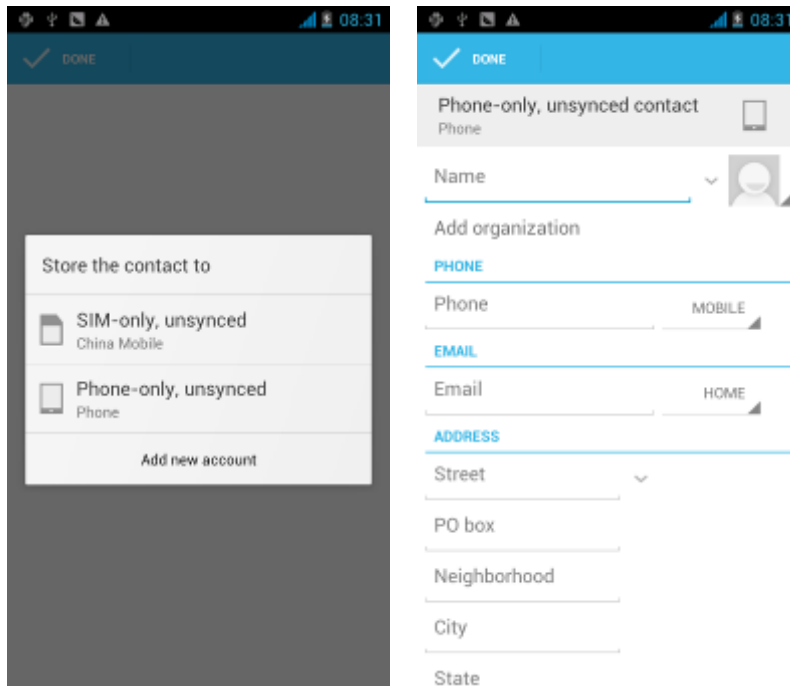 08:31
DONE
Store the contact to
SIM-only, unsynced
China Mobile
Phone-only, unsynced
Phone
Add new account
08:31
DONE
Phone-only, unsynced contact
Phone
Name
Add organization
PHONE
Phone MOBILE
EMAIL
Email HOME
ADDRESS
Street
PO box
Neighborhood
City
State